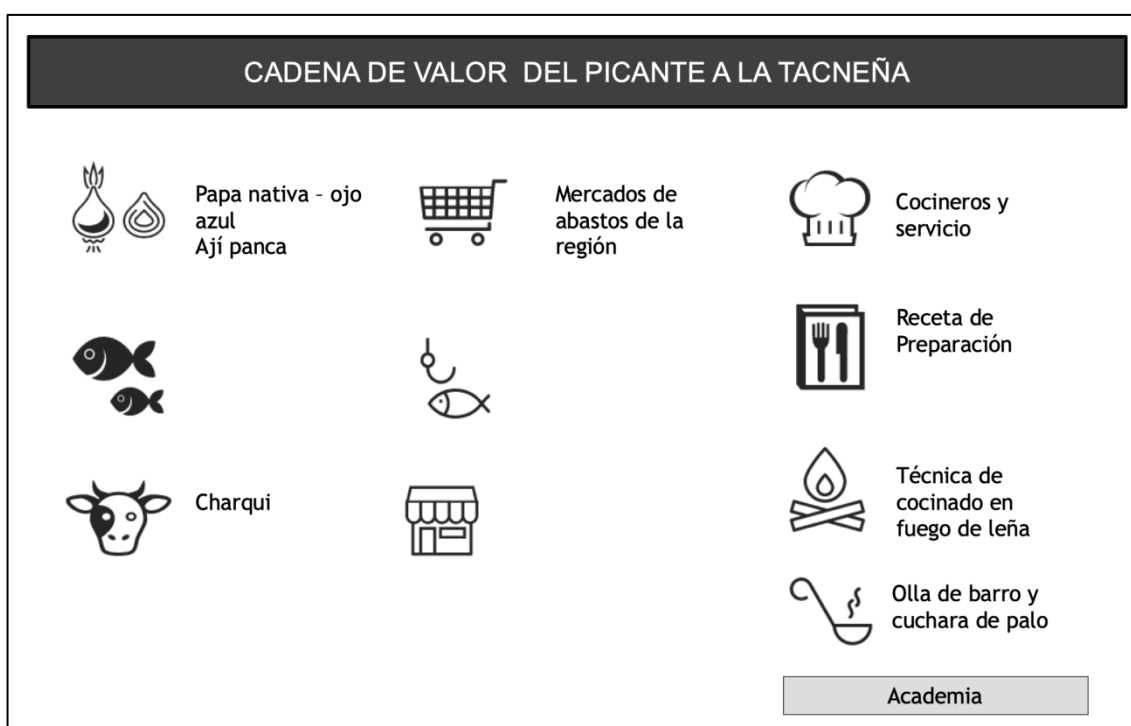 CADENA DE VALOR DEL PICANTE A LA TACNEÑA
Papa nativa – ojo
azul
Ají panca
Mercados de
abastos de la
región
Cocineros y
servicio
Receta de
Preparación
Charqui
Técnica de
cocinado en
fuego de leña
Olla de barro y
cuchara de palo
Academia